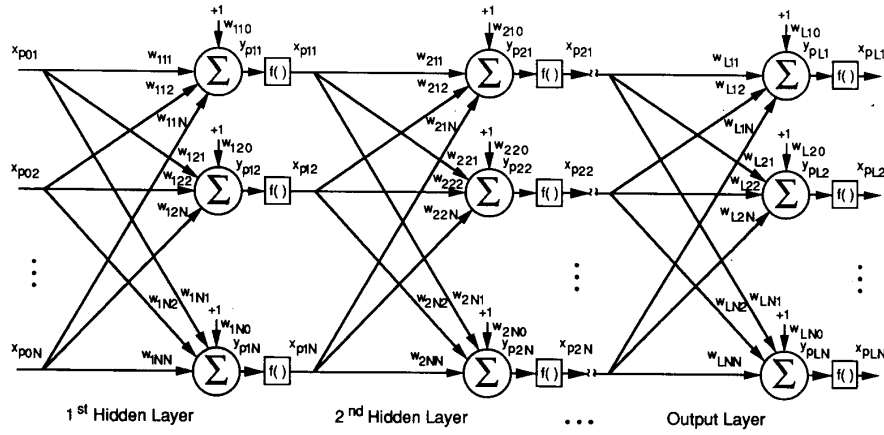 +1 +1 +1
w110 w210 wL10
xp01 w111 yp11 xp11 w211 yp21 xp21 wL11 ypL1 xpL1
Σ f( ) Σ f( ) Σ f( )
w112 w212 wL12
w11N w21N wL1N
+1 +1 +1
w121 w120 w221 w220 wL21 wL20
xp02 w122 yp12 xp12 w222 yp22 xp22 wL22 ypL2 xpL2
Σ f( ) Σ f( ) Σ f( )
w12N w22N wL2N
w1N2 w1N1 w2N2 w2N1 wLN2 wLN1
+1 +1 +1
w1N0 w2N0 wLN0
xp0N w1NN yp1N xp1N w2NN yp2N xp2N wLNN ypLN xpLN
Σ f( ) Σ f( ) Σ f( )
1st Hidden Layer 2nd Hidden Layer ... Output Layer